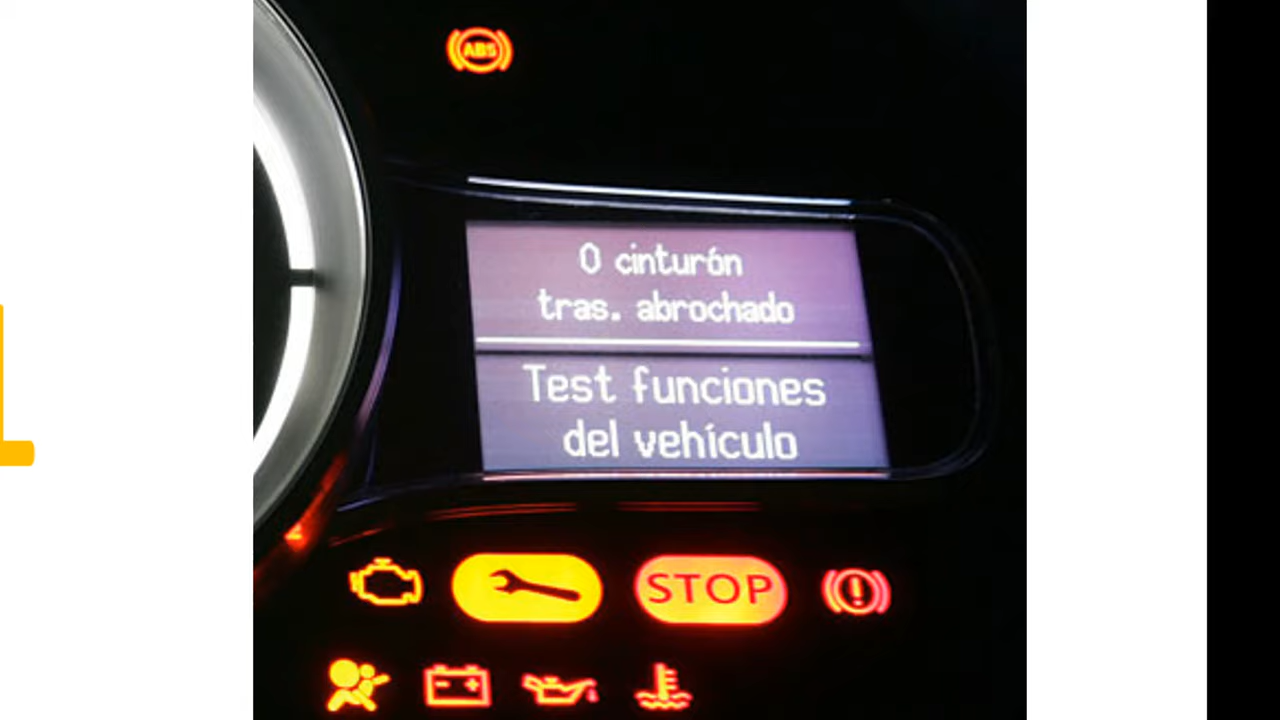 ABS
0 cinturón
tras. abrochado
Test funciones
del vehículo
STOP